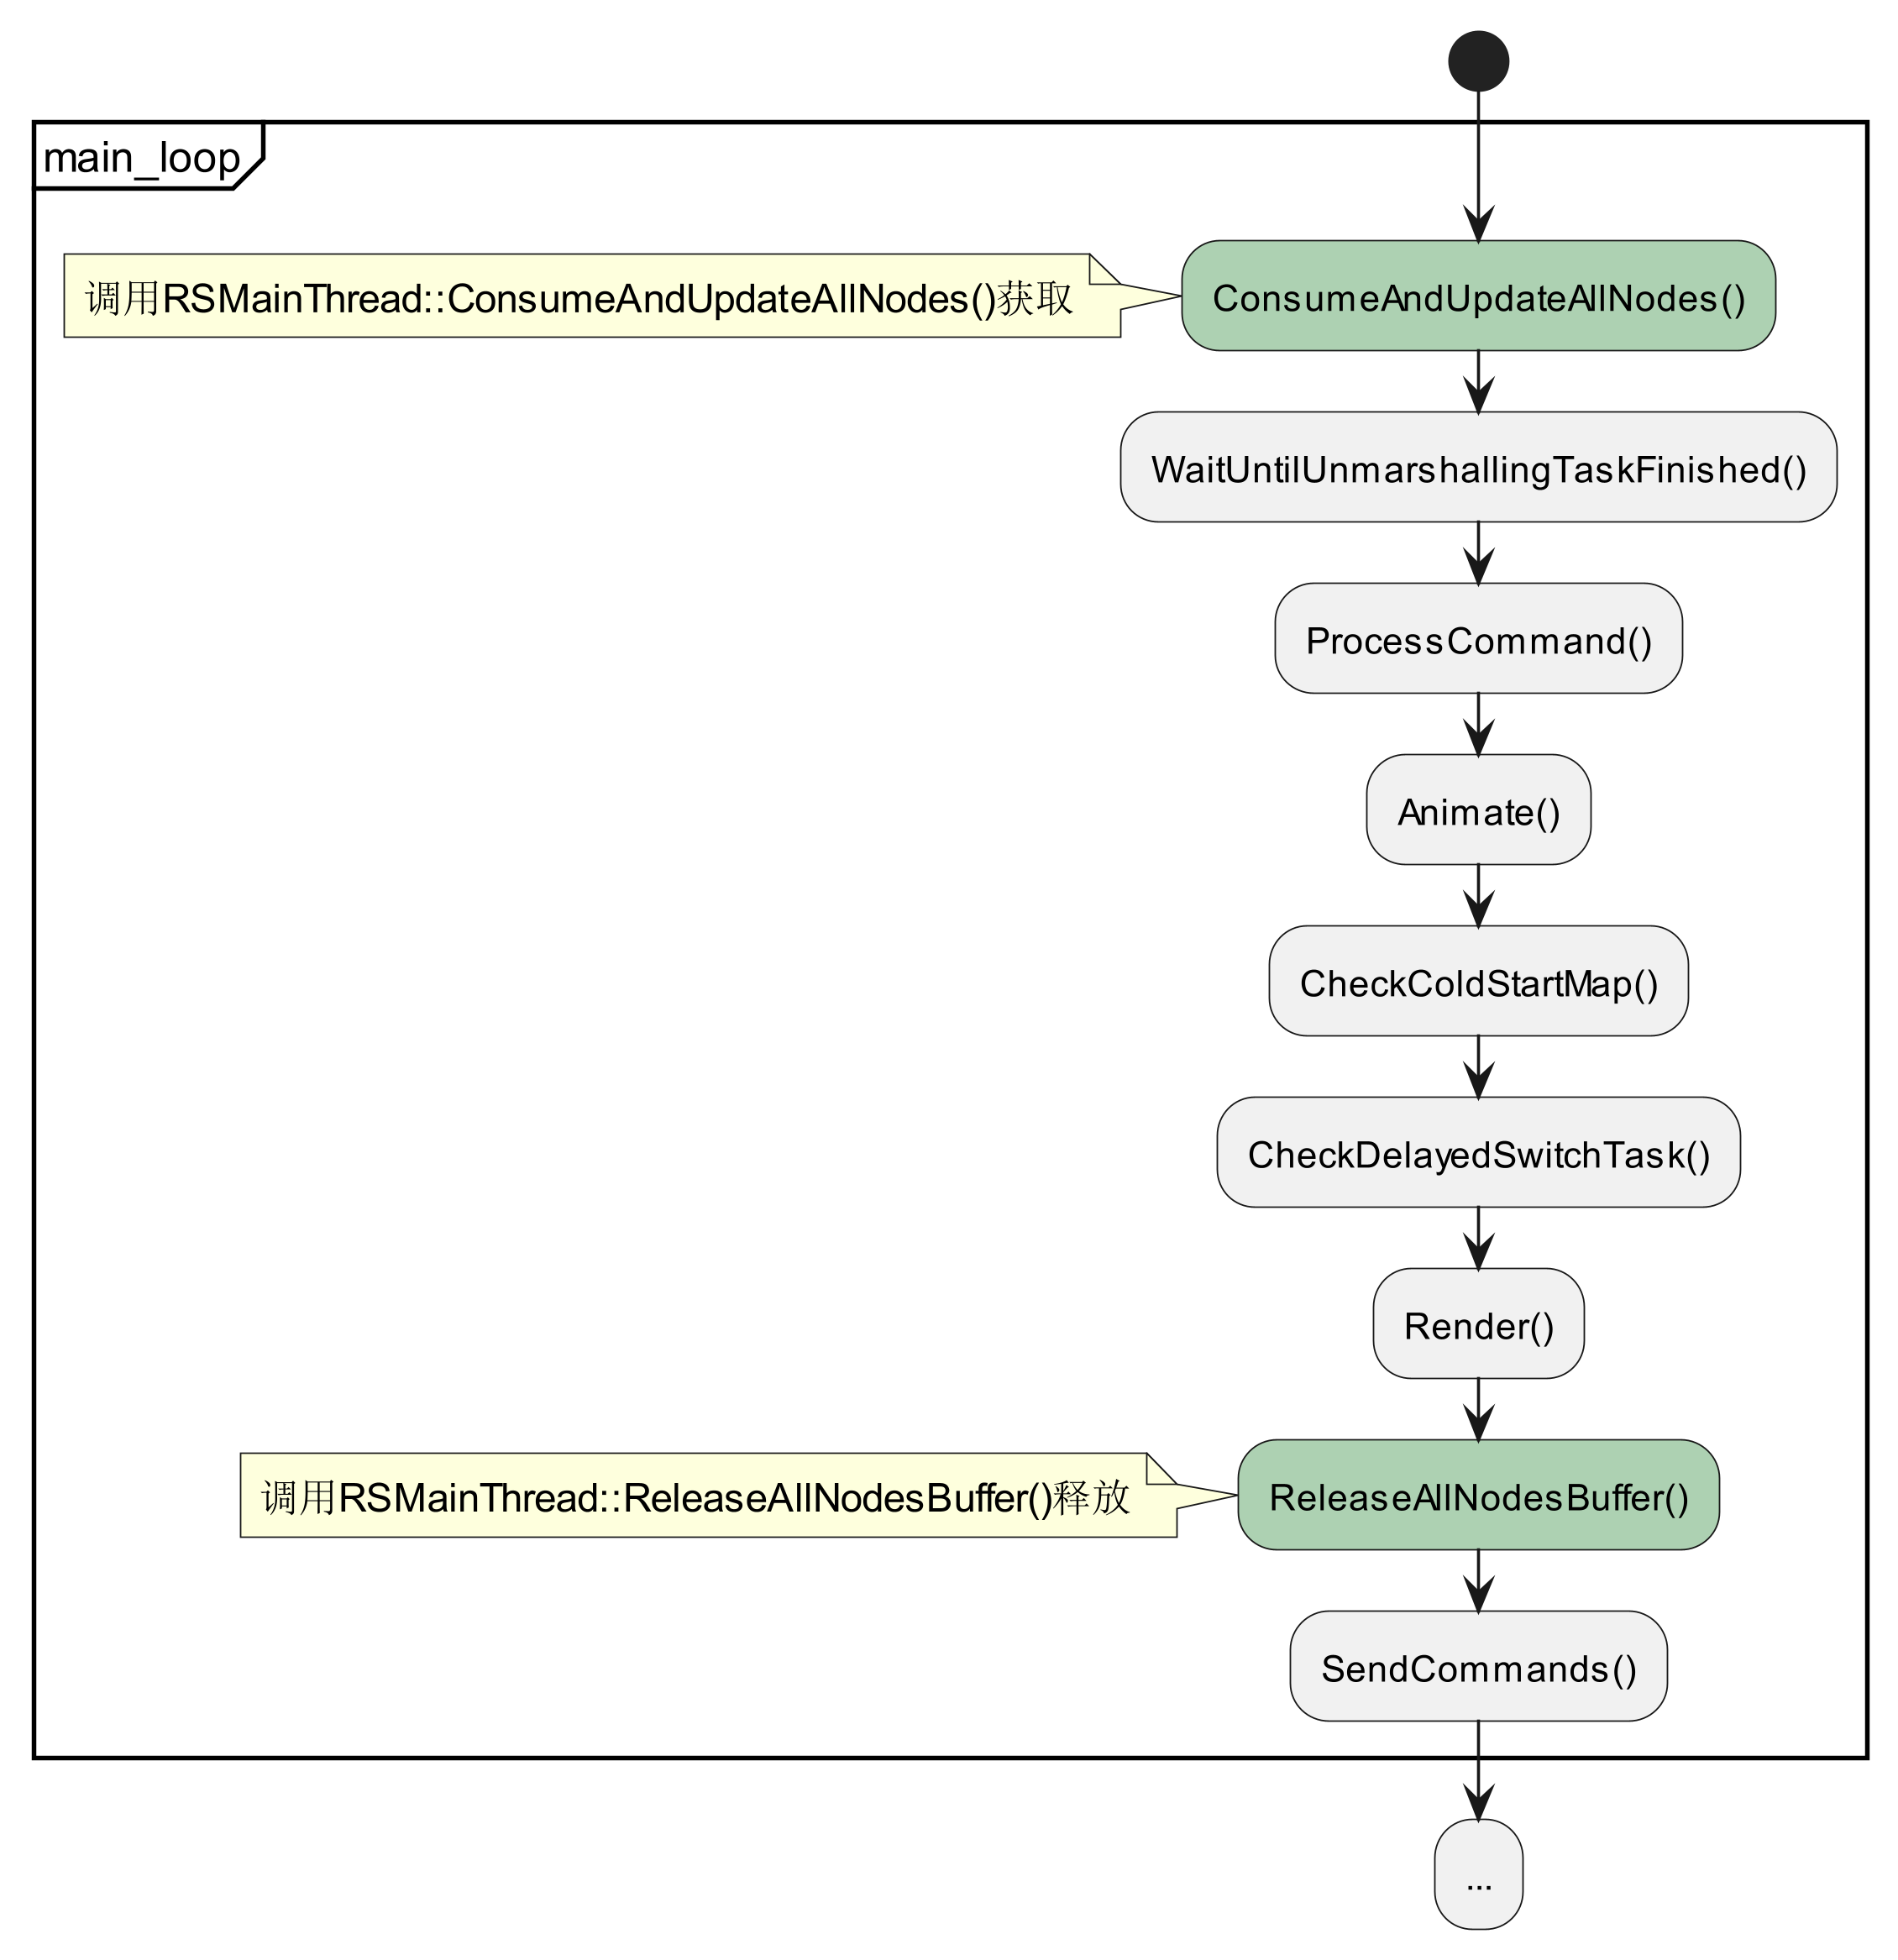 main_loop
调用RSMainThread::ConsumeAndUpdateAllNodes()获取
ConsumeAndUpdateAllNodes()
WaitUntilUnmarshallingTaskFinished()
ProcessCommand()
Animate()
CheckColdStartMap()
CheckDelayedSwitchTask()
Render()
调用RSMainThread::ReleaseAllNodesBuffer()释放
ReleaseAllNodesBuffer()
SendCommands()
...